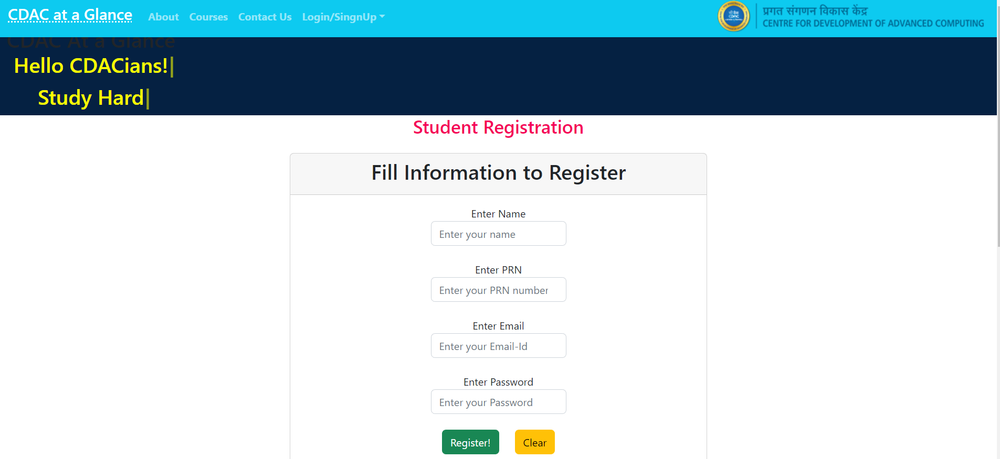 CDAC at a Glance
About
Courses
Contact Us
Login/SingnUp
प्रगत संगणन विकास केंद्र
CENTRE FOR DEVELOPMENT OF ADVANCED COMPUTING
CDAC At a Glance
Hello CDACians!|
Study Hard|
Student Registration
Fill Information to Register
Enter Name
Enter your name
Enter PRN
Enter your PRN number
Enter Email
Enter your Email-Id
Enter Password
Enter your Password
Register!
Clear